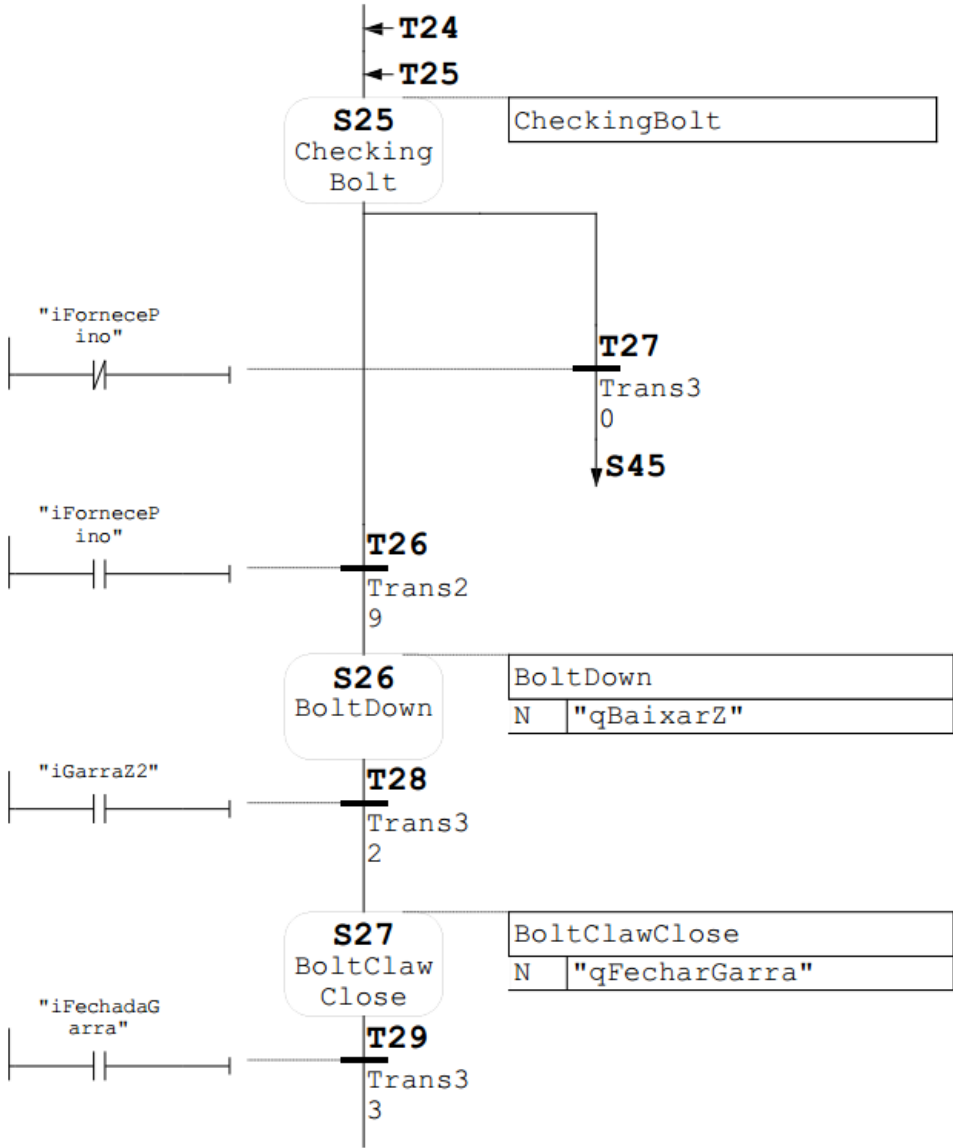 T24
T25
S25
Checking
Bolt
CheckingBolt
"iForneceP
ino"
T27
Trans3
0
S45
"iForneceP
ino"
T26
Trans2
9
S26
BoltDown
BoltDown
N "qBaixarZ"
"iGarraZ2"
T28
Trans3
2
S27
BoltClaw
Close
BoltClawClose
N "qFecharGarra"
"iFechadaG
arra"
T29
Trans3
3